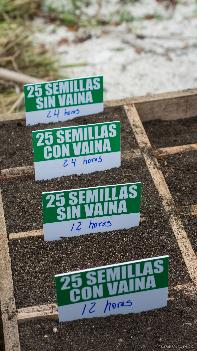 25 SEMILLAS
SIN VAINA
24 horas
25 SEMILLAS
CON VAINA
24 horas
25 SEMILLAS
SIN VAINA
12 horas
25 SEMILLAS
CON VAINA
12 horas